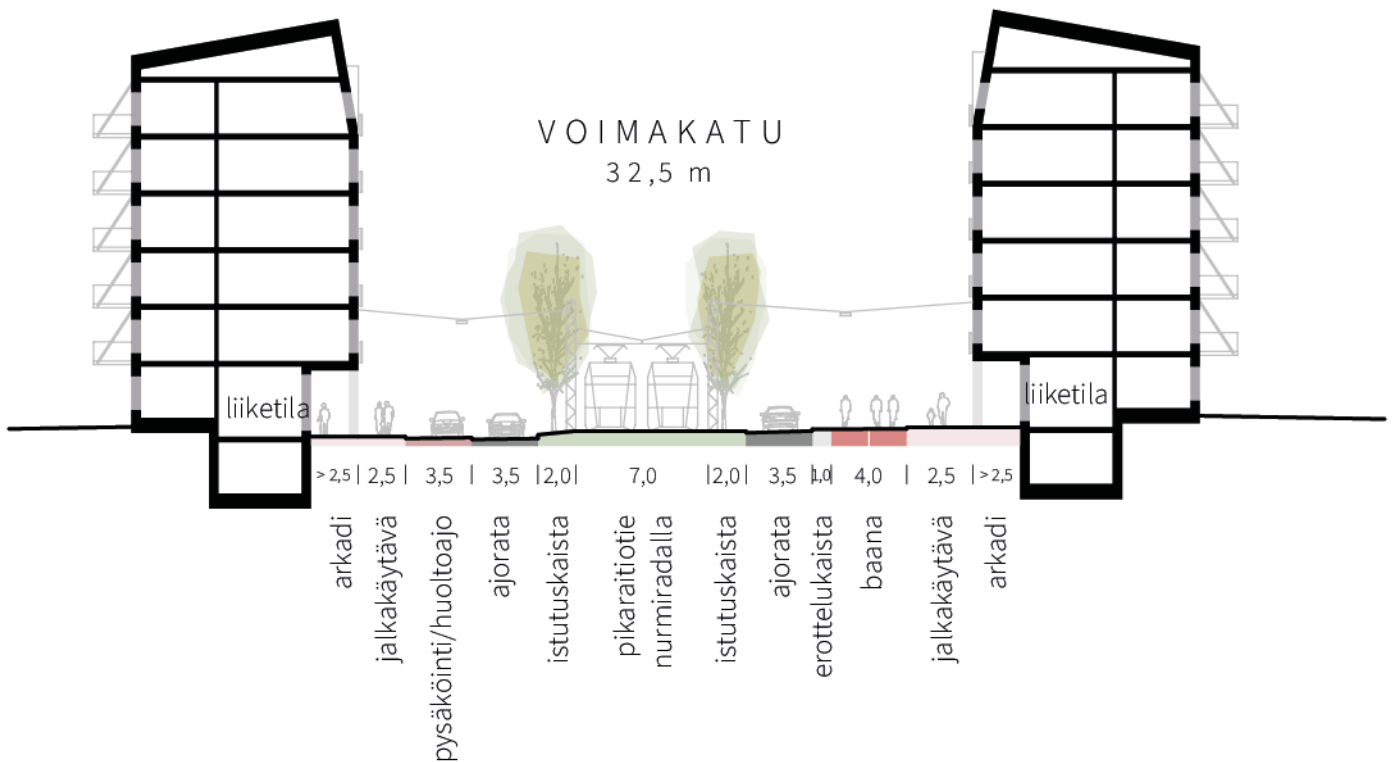 VOIMAKATU
32,5 m
liiketila
liiketila
> 2,5 | 2,5 | 3,5 | 3,5 | 2,0 | 7,0 | 2,0 | 3,5 | 1,0 | 4,0 | 2,5 | > 2,5
arkadi
jalkakäytävä
pysäköinti/huoltoajo
ajorata
istutuskaista
pikaraitiotie
nurmiradalla
istutuskaista
ajorata
erottelukaista
baana
jalkakäytävä
arkadi